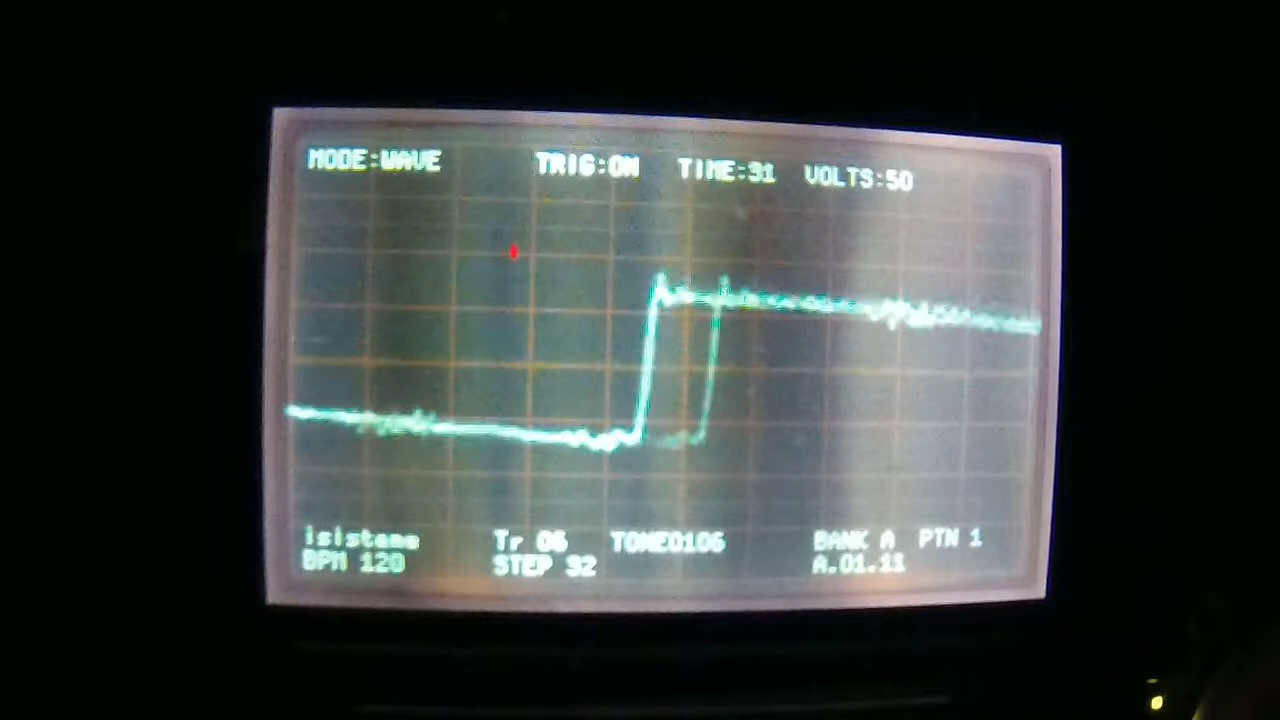 MODE:WAVE TRIG:ON TIME:31 VOLTS:50
isisteme Tr 06 TONE0106 BANK A PTN 1
BPM 120 STEP 32 A.01.11